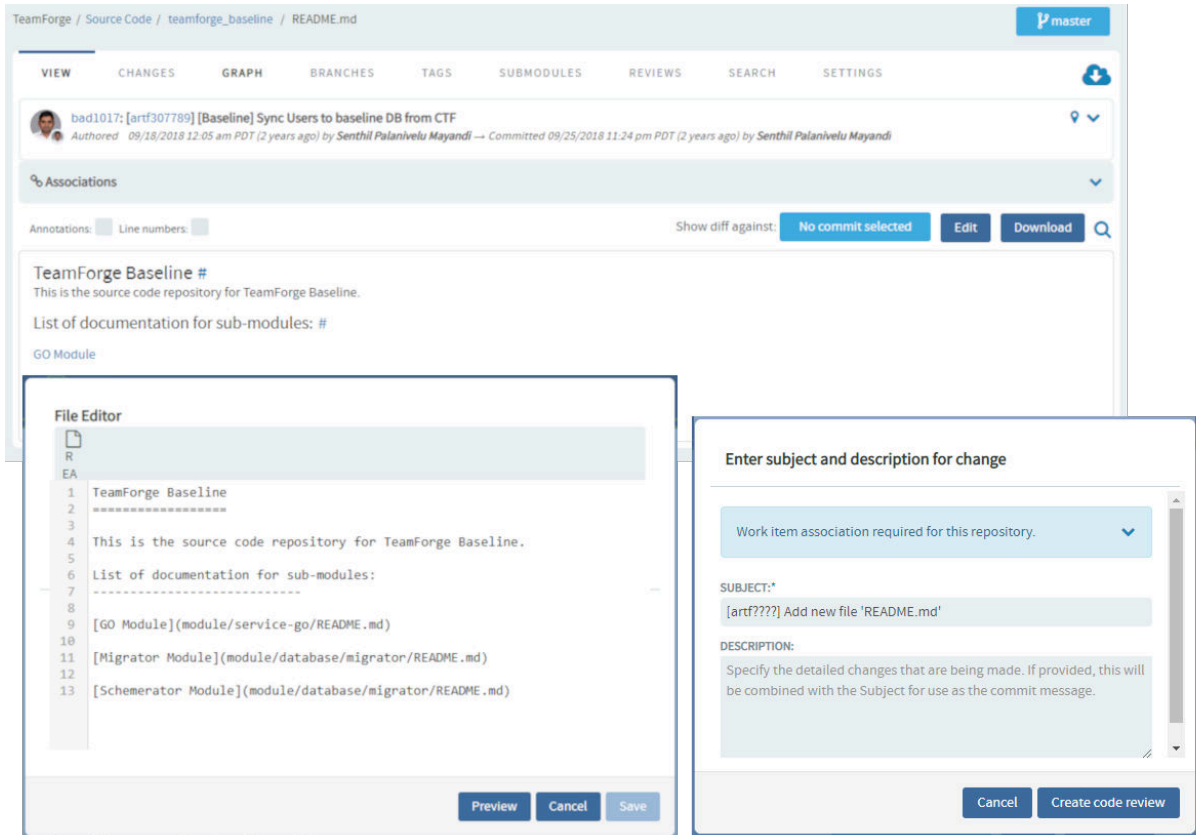 TeamForge / Source Code / teamforge_baseline / README.md
master
VIEW CHANGES GRAPH BRANCHES TAGS SUBMODULES REVIEWS SEARCH SETTINGS
bad1017: [artf307789] [Baseline] Sync Users to baseline DB from CTF
Authored 09/18/2018 12:05 am PDT (2 years ago) by Senthil Palanivelu Mayandi → Committed 09/25/2018 11:24 pm PDT (2 years ago) by Senthil Palanivelu Mayandi
Associations
Annotations: Line numbers: Show diff against: No commit selected Edit Download
TeamForge Baseline #
This is the source code repository for TeamForge Baseline.
List of documentation for sub-modules: #
GO Module
File Editor
R
EA
1 TeamForge Baseline
2 ==================
3
4 This is the source code repository for TeamForge Baseline.
5
6 List of documentation for sub-modules:
7 ----------------------------
8
9 [GO Module](module/service-go/README.md)
10
11 [Migrator Module](module/database/migrator/README.md)
12
13 [Schemerator Module](module/database/migrator/README.md)
Preview Cancel Save
Enter subject and description for change
Work item association required for this repository.
SUBJECT:*
[artf????] Add new file 'README.md'
DESCRIPTION:
Specify the detailed changes that are being made. If provided, this will
be combined with the Subject for use as the commit message.
Cancel Create code review